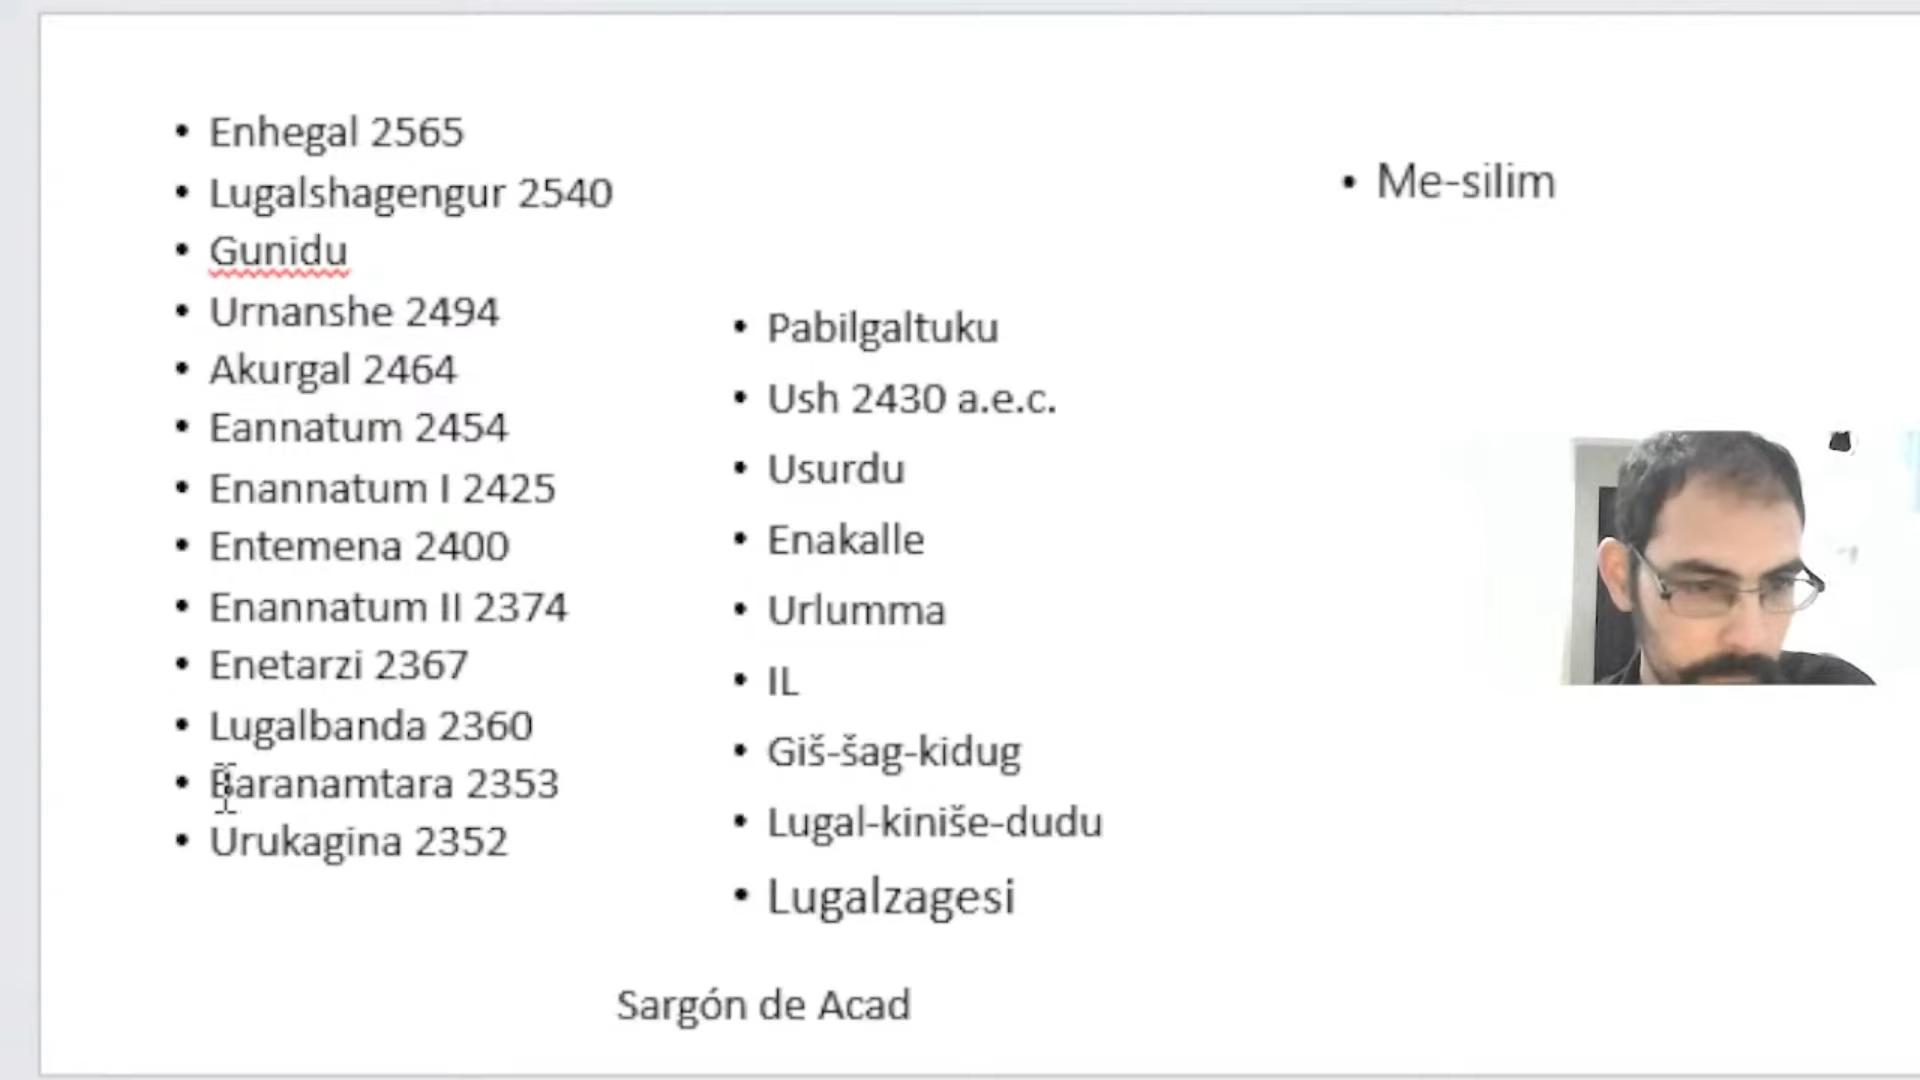 • Enhegal 2565
• Lugalshagengur 2540
• Gunidu
• Urnanshe 2494
• Akurgal 2464
• Eannatum 2454
• Enannatum I 2425
• Entemena 2400
• Enannatum II 2374
• Enetarzi 2367
• Lugalbanda 2360
• Baranamtara 2353
• Urukagina 2352
• Pabilgaltuku
• Ush 2430 a.e.c.
• Usurdu
• Enakalle
• Urlumma
• IL
• Giš-šag-kidug
• Lugal-kiniše-dudu
• Lugalzagesi
• Me-silim
Sargón de Acad